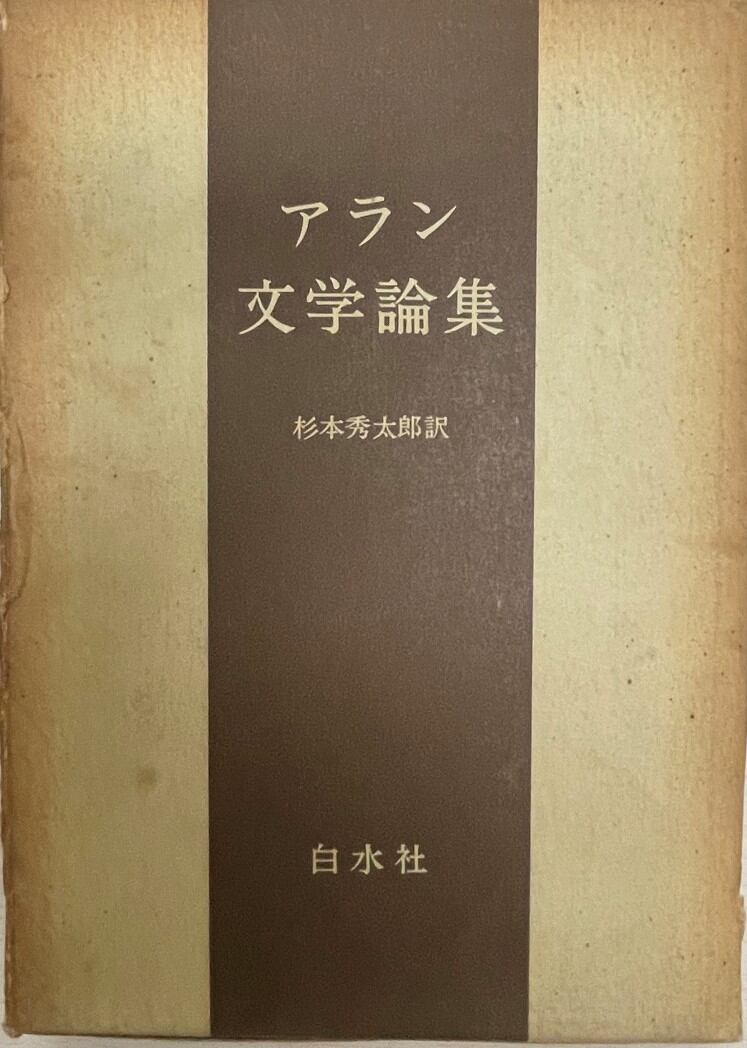 アラン
文学論集
杉本秀太郎訳
白水社